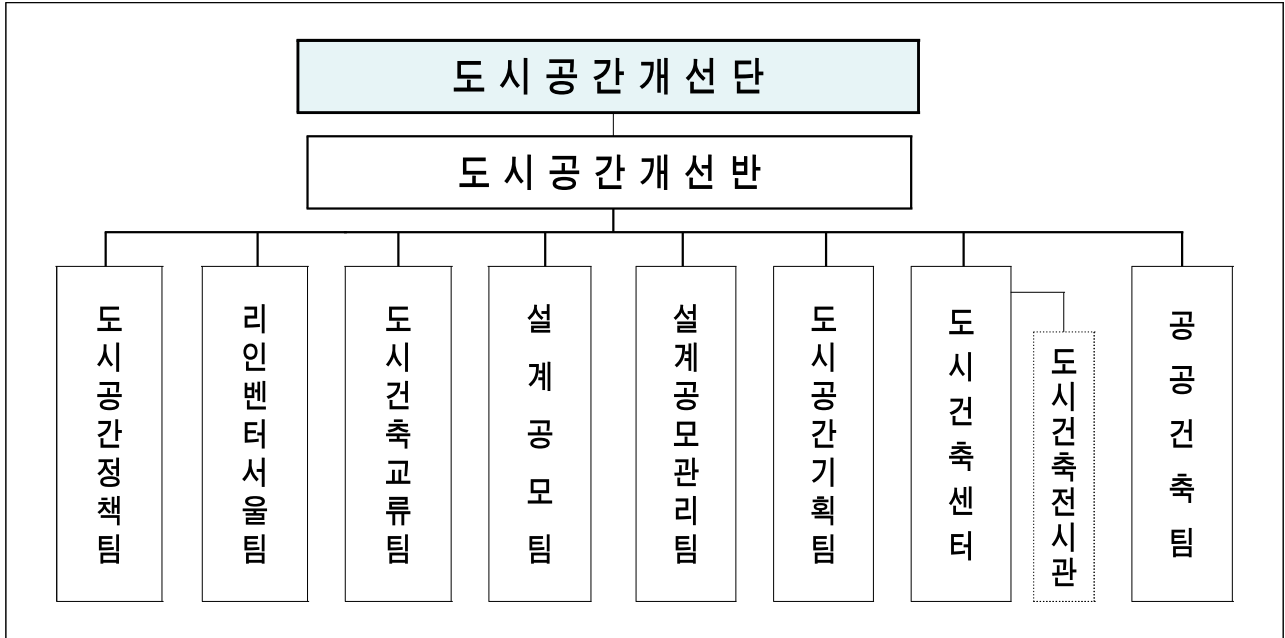 도시공간개선단
도시공간개선반
도시공간정책팀
리인벤터서울팀
도시건축교류팀
설계공모팀
설계공모관리팀
도시공간기획팀
도시건축센터
도시건축전시관
공공건축팀